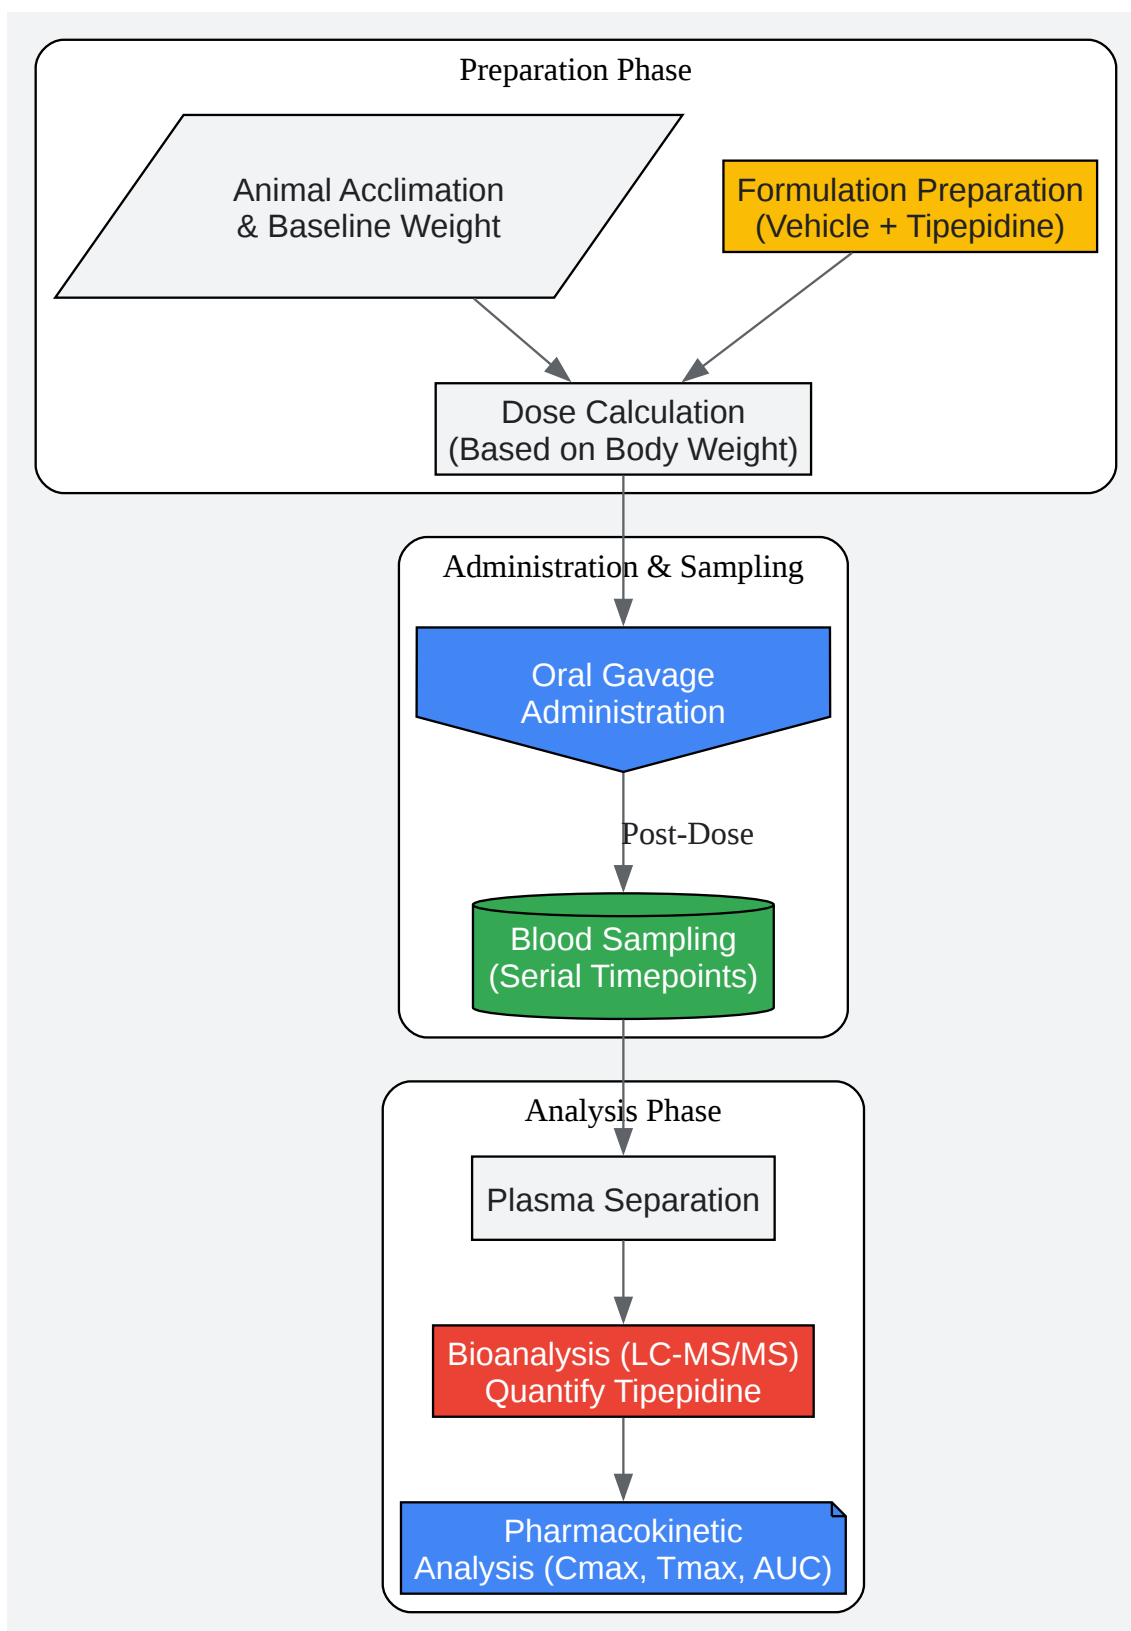 Preparation Phase
Animal Acclimation
& Baseline Weight
Formulation Preparation
(Vehicle + Tipepidine)
Dose Calculation
(Based on Body Weight)
Administration & Sampling
Oral Gavage
Administration
Post-Dose
Blood Sampling
(Serial Timepoints)
Analysis Phase
Plasma Separation
Bioanalysis (LC-MS/MS)
Quantify Tipepidine
Pharmacokinetic
Analysis (Cmax, Tmax, AUC)